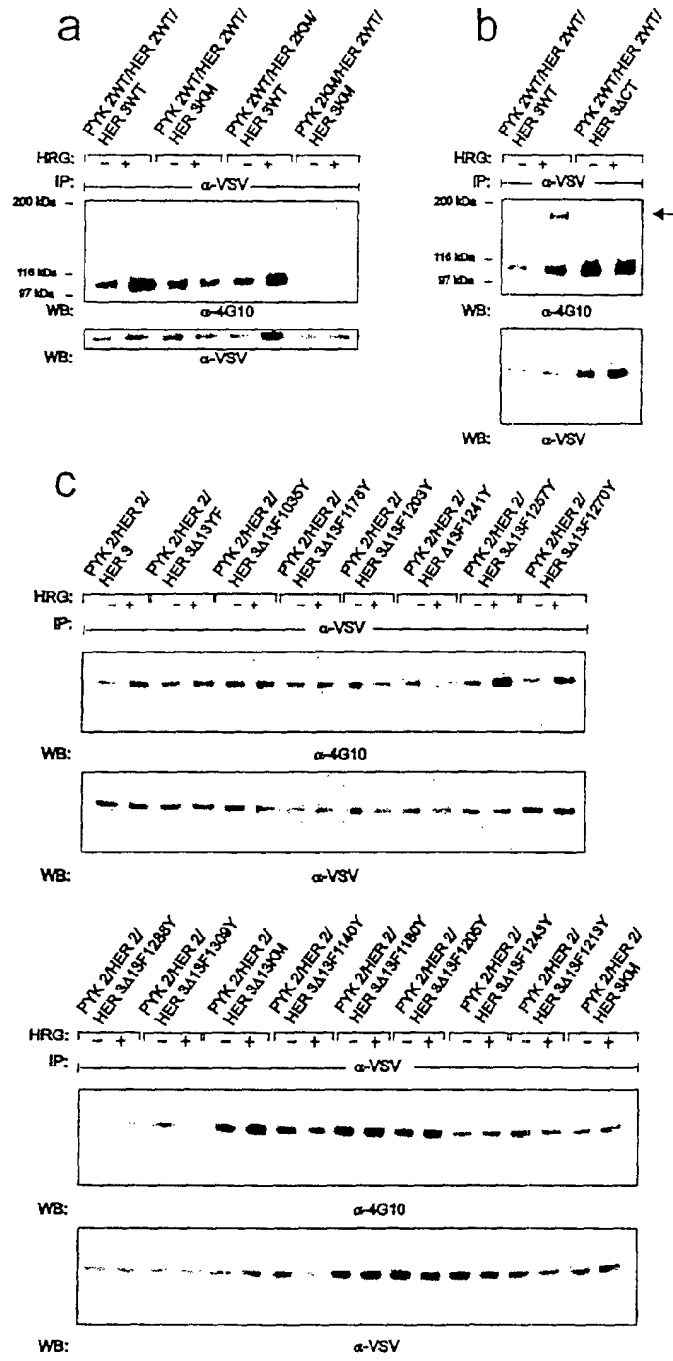 a
PYK 2WT/HER 2WT/
HER 3WT
PYK 2WT/HER 2WT/
HER 3KM
PYK 2WT/HER 2KM/
HER 3WT
PYK 2KM/HER 2WT/
HER 3KM
HRG: - + - + - + - +
IP: α-VSV
200 kDa -
116 kDa -
97 kDa -
WB: α-4G10
WB: α-VSV
b
PYK 2WT/HER 2WT/
HER 3WT
PYK 2WT/HER 2WT/
HER 3ΔCT
HRG: - + - +
IP: α-VSV
200 kDa -
116 kDa -
97 kDa -
WB: α-4G10
WB: α-VSV
c
PYK 2/HER 2/
HER 3
PYK 2/HER 2/
HER 3Δ13YF
PYK 2/HER 2/
HER 3Δ13F1035Y
PYK 2/HER 2/
HER 3Δ13F1178Y
PYK 2/HER 2/
HER 3Δ13F1203Y
PYK 2/HER 2/
HER Δ13F1241Y
PYK 2/HER 2/
HER 3Δ13F1257Y
PYK 2/HER 2/
HER 3Δ13F1270Y
HRG: - + - + - + - + - + - + - + - +
IP: α-VSV
WB: α-4G10
WB: α-VSV
PYK 2/HER 2/
HER 3Δ13F1285Y
PYK 2/HER 2/
HER 3Δ13F1309Y
PYK 2/HER 2/
HER 3Δ13KM
PYK 2/HER 2/
HER 3Δ13F1140Y
PYK 2/HER 2/
HER 3Δ13F1180Y
PYK 2/HER 2/
HER 3Δ13F1205Y
PYK 2/HER 2/
HER 3Δ13F1243Y
PYK 2/HER 2/
HER 3Δ13F1213Y
PYK 2/HER 2/
HER 3KM
HRG: - + - + - + - + - + - + - + - + - +
IP: α-VSV
WB: α-4G10
WB: α-VSV